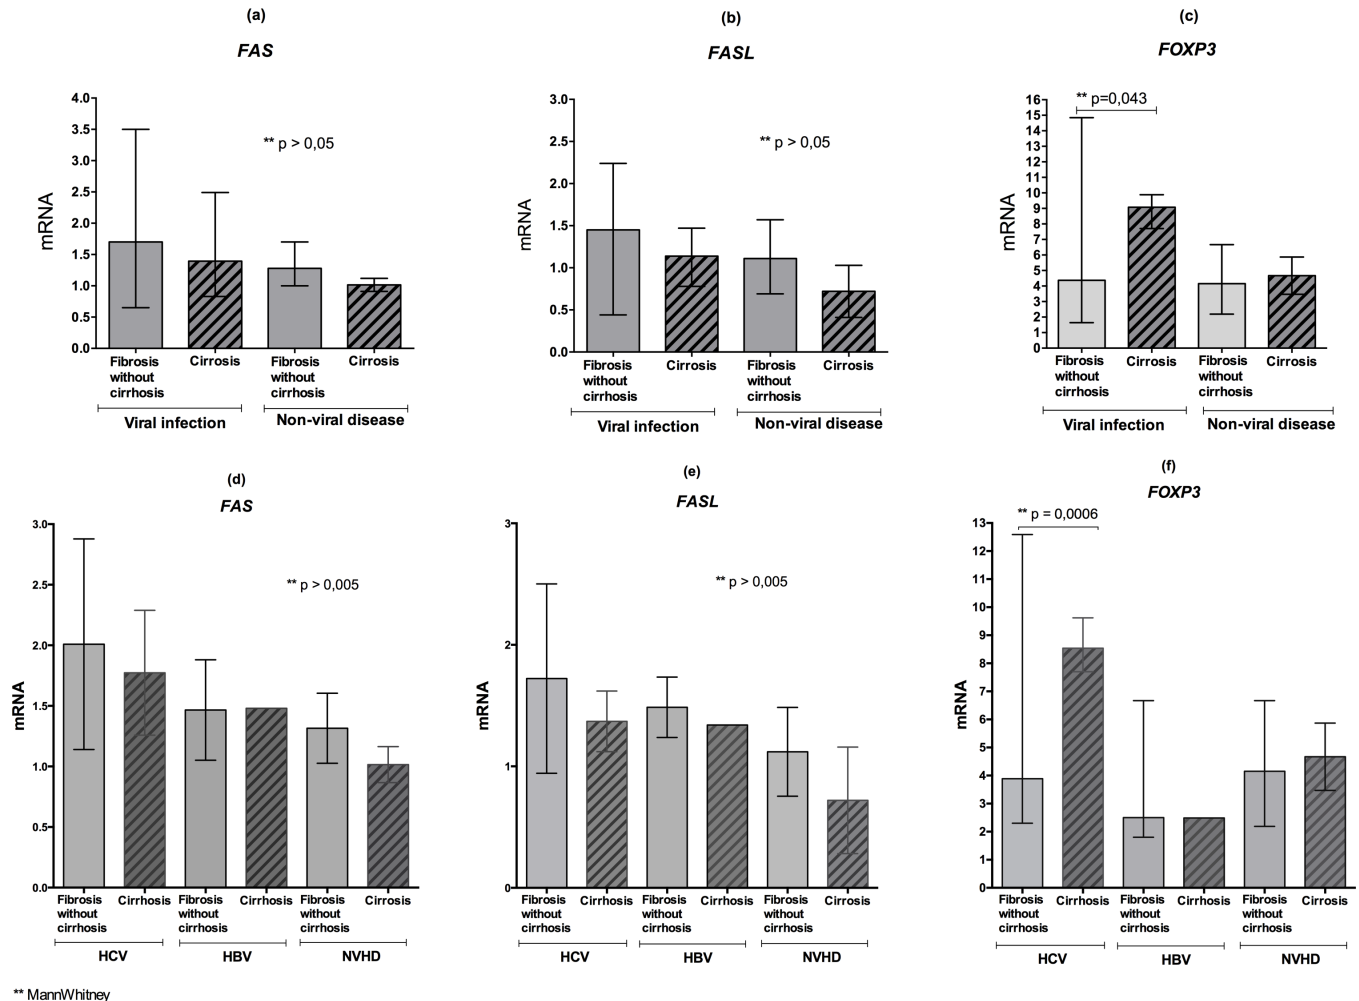 (a)
FAS
mRNA
4.0
3.5
3.0
2.5
2.0
1.5
1.0
0.5
0.0
** p > 0,05
Fibrosis without cirrhosis
Cirrosis
Fibrosis without cirrhosis
Cirrosis
Viral infection
Non-viral disease
(b)
FASL
mRNA
3.0
2.0
1.5
1.0
0.5
0.0
** p > 0,05
Fibrosis without cirrhosis
Cirrosis
Fibrosis without cirrhosis
Cirrosis
Viral infection
Non-viral disease
(c)
FOXP3
mRNA
16
15
14
13
12
11
10
9
8
7
6
5
4
3
2
1
0
** p=0,043
Fibrosis without cirrhosis
Cirrosis
Fibrosis without cirrhosis
Cirrosis
Viral infection
Non-viral disease
(d)
FAS
mRNA
3.0
2.5
2.0
1.5
1.0
0.5
0.0
** p > 0,005
Fibrosis without cirrhosis
Cirrhosis
Fibrosis without cirrhosis
Cirrhosis
Fibrosis without cirrhosis
Cirrosis
HCV
HBV
NVHD
(e)
FASL
mRNA
3
2
1
0
** p > 0,005
Fibrosis without cirrhosis
Cirrhosis
Fibrosis without cirrhosis
Cirrhosis
Fibrosis without cirrhosis
Cirrosis
HCV
HBV
NVHD
(f)
FOXP3
mRNA
13
12
11
10
9
8
7
6
5
4
3
2
1
0
** p = 0,0006
Fibrosis without cirrhosis
Cirrhosis
Fibrosis without cirrhosis
Cirrhosis
Fibrosis without cirrhosis
Cirrosis
HCV
HBV
NVHD
** MannWhitney